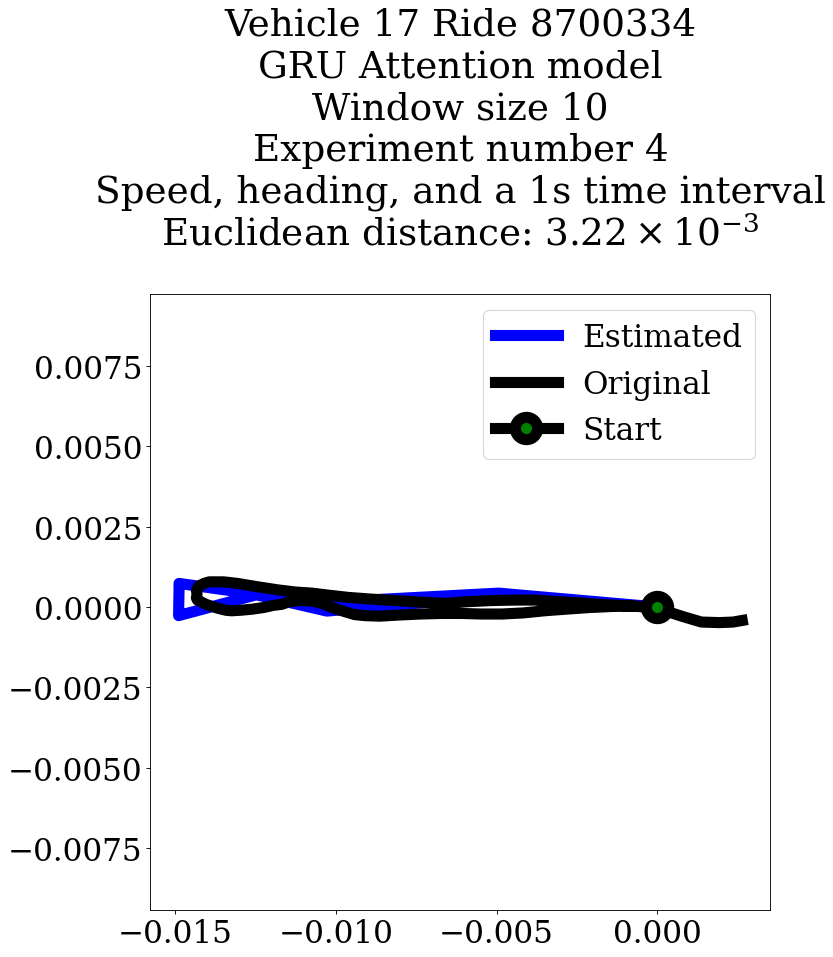 Vehicle 17 Ride 8700334
GRU Attention model
Window size 10
Experiment number 4
Speed, heading, and a 1s time interval
Euclidean distance: 3.22 × 10⁻³
Estimated
Original
Start
0.0075
0.0050
0.0025
0.0000
−0.0025
−0.0050
−0.0075
−0.015
−0.010
−0.005
0.000